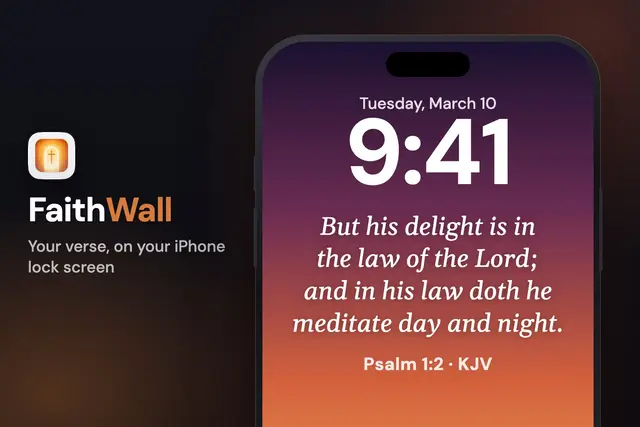 FaithWall
Your verse, on your iPhone
lock screen
Tuesday, March 10
9:41
But his delight is in
the law of the Lord;
and in his law doth he
meditate day and night.
Psalm 1:2 · KJV